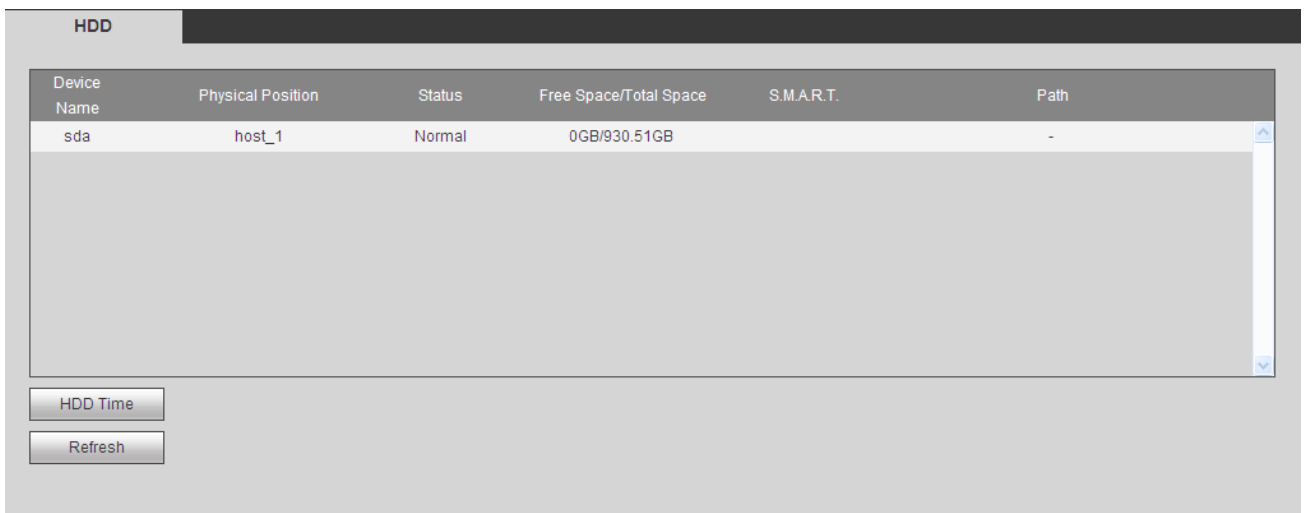 HDD
Device Name Physical Position Status Free Space/Total Space S.M.A.R.T. Path
sda host_1 Normal 0GB/930.51GB -
HDD Time
Refresh